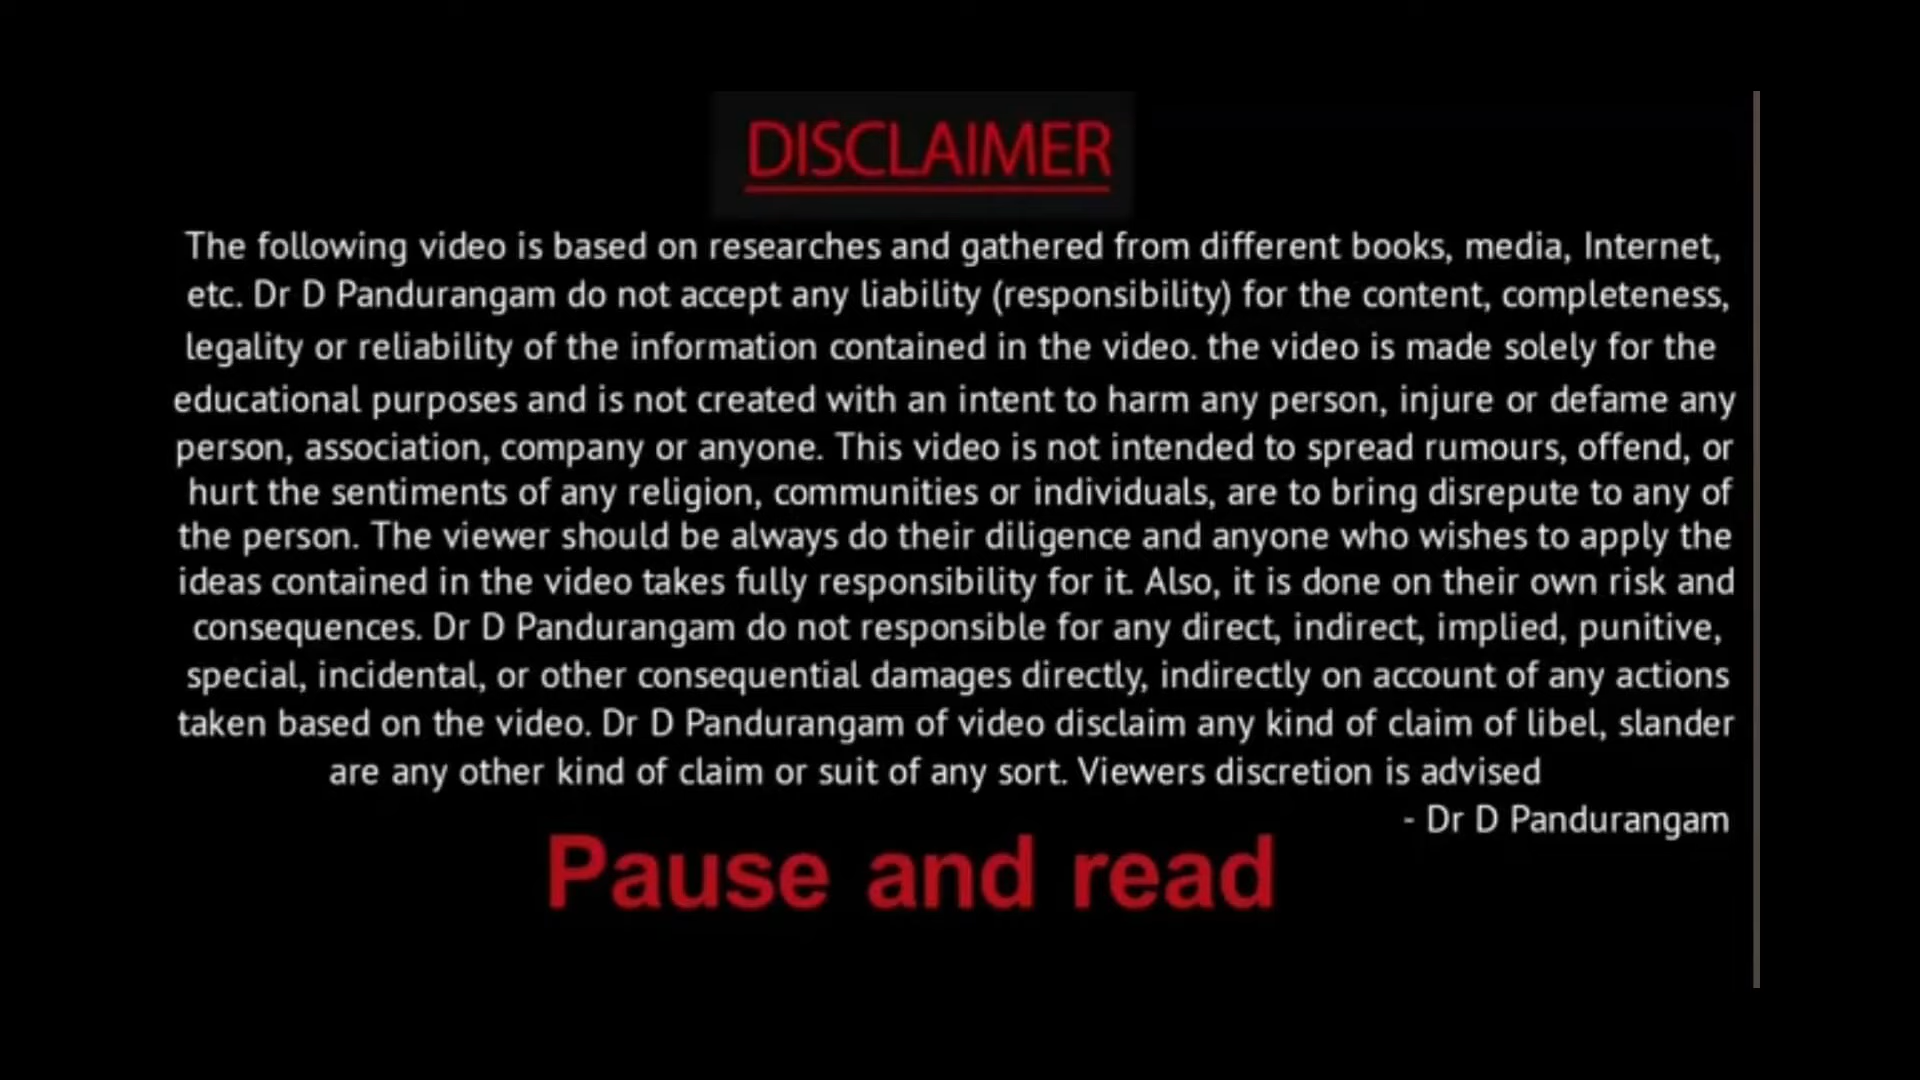 DISCLAIMER
The following video is based on researches and gathered from different books, media, Internet,
etc. Dr D Pandurangam do not accept any liability (responsibility) for the content, completeness,
legality or reliability of the information contained in the video. the video is made solely for the
educational purposes and is not created with an intent to harm any person, injure or defame any
person, association, company or anyone. This video is not intended to spread rumours, offend, or
hurt the sentiments of any religion, communities or individuals, are to bring disrepute to any of
the person. The viewer should be always do their diligence and anyone who wishes to apply the
ideas contained in the video takes fully responsibility for it. Also, it is done on their own risk and
consequences. Dr D Pandurangam do not responsible for any direct, indirect, implied, punitive,
special, incidental, or other consequential damages directly, indirectly on account of any actions
taken based on the video. Dr D Pandurangam of video disclaim any kind of claim of libel, slander
are any other kind of claim or suit of any sort. Viewers discretion is advised
- Dr D Pandurangam
Pause and read